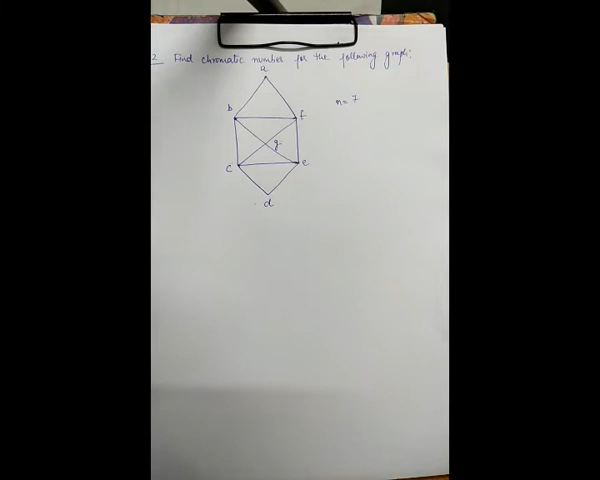 2 Find chromatic number for the following graph:
a
n = 7
b f
g
c e
d